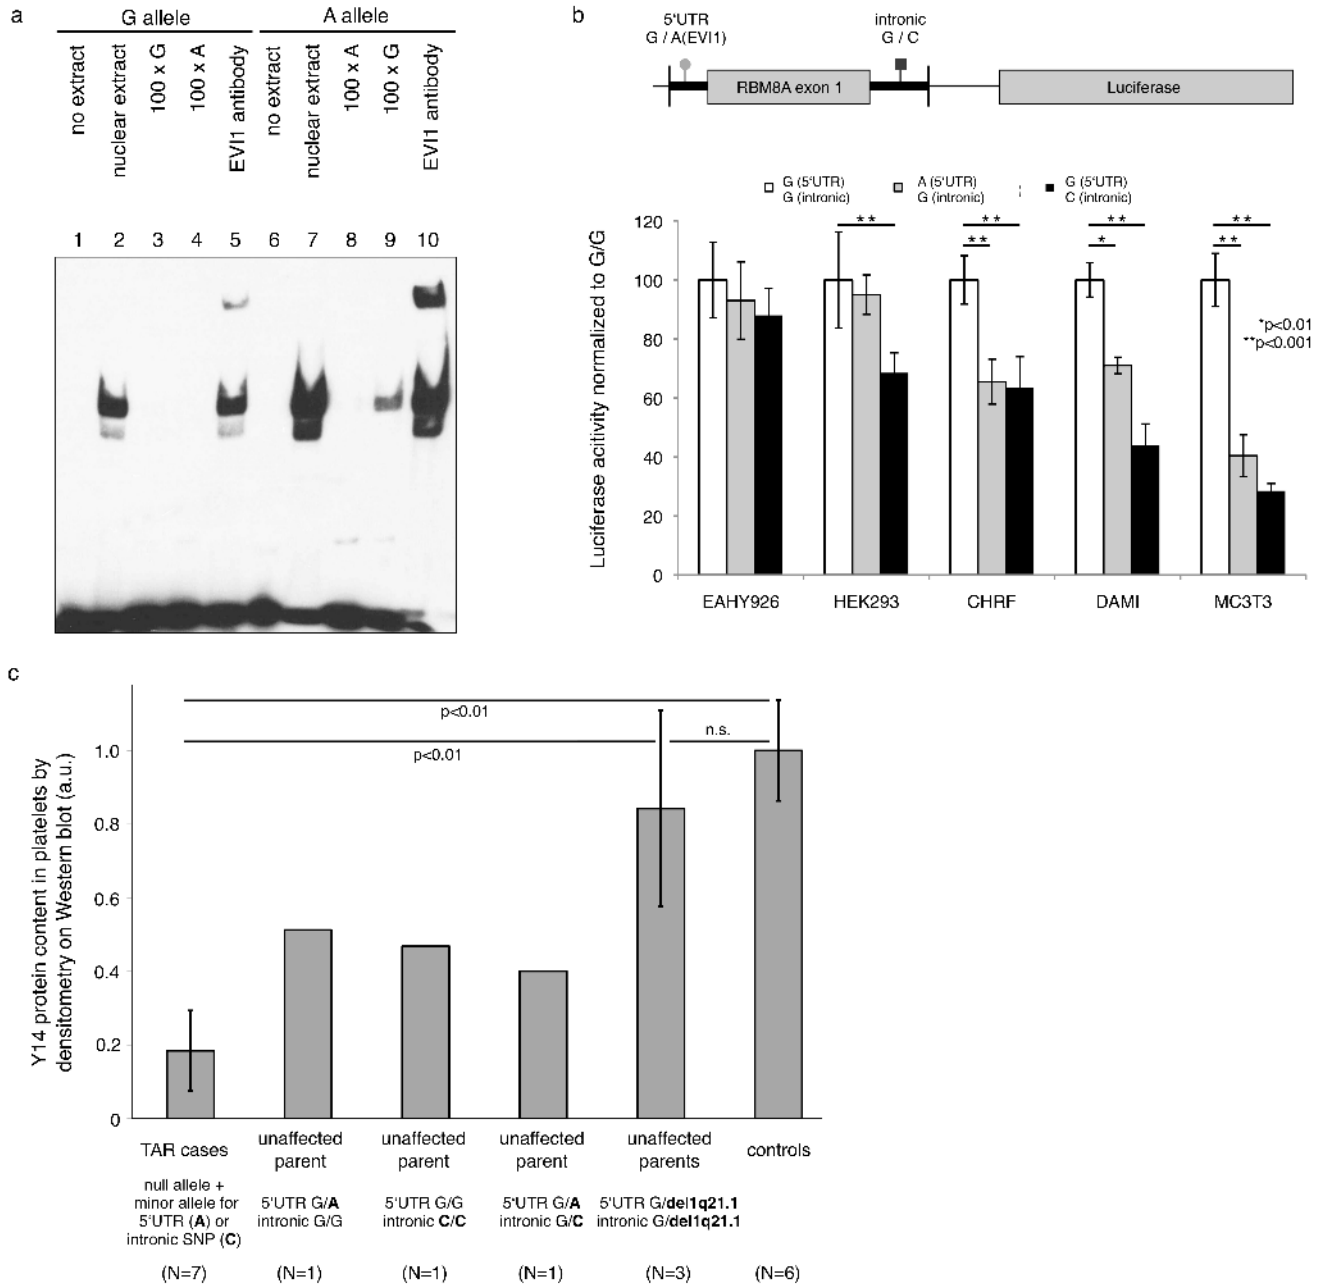 a
G allele
A allele
no extract
nuclear extract
100 x G
100 x A
EVI1 antibody
no extract
nuclear extract
100 x A
100 x G
EVI1 antibody
1 2 3 4 5 6 7 8 9 10
b
5'UTR
G / A(EVI1)
intronic
G / C
RBM8A exon 1
Luciferase
G (5'UTR)
G (intronic)
A (5'UTR)
G (intronic)
G (5'UTR)
C (intronic)
Luciferase acitivity normalized to G/G
120
100
80
60
40
20
0
**
**
**
**
**
*
**
*p<0.01
**p<0.001
EAHY926
HEK293
CHRF
DAMI
MC3T3
c
Y14 protein content in platelets by
densitometry on Western blot (a.u.)
1.0
0.8
0.6
0.4
0.2
0
p<0.01
p<0.01
n.s.
TAR cases
null allele +
minor allele for
5'UTR (A) or
intronic SNP (C)
(N=7)
unaffected
parent
5'UTR G/A
intronic G/G
(N=1)
unaffected
parent
5'UTR G/G
intronic C/C
(N=1)
unaffected
parent
5'UTR G/A
intronic G/C
(N=1)
unaffected
parents
5'UTR G/del1q21.1
intronic G/del1q21.1
(N=3)
controls
(N=6)